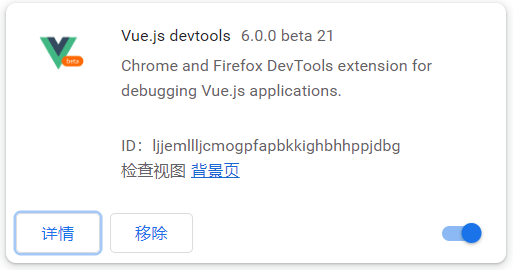 Vue.js devtools 6.0.0 beta 21
beta
Chrome and Firefox DevTools extension for
debugging Vue.js applications.
ID：ljjemllljcmogpfapbkkighbhhppjdbg
检查视图 背景页
详情 移除